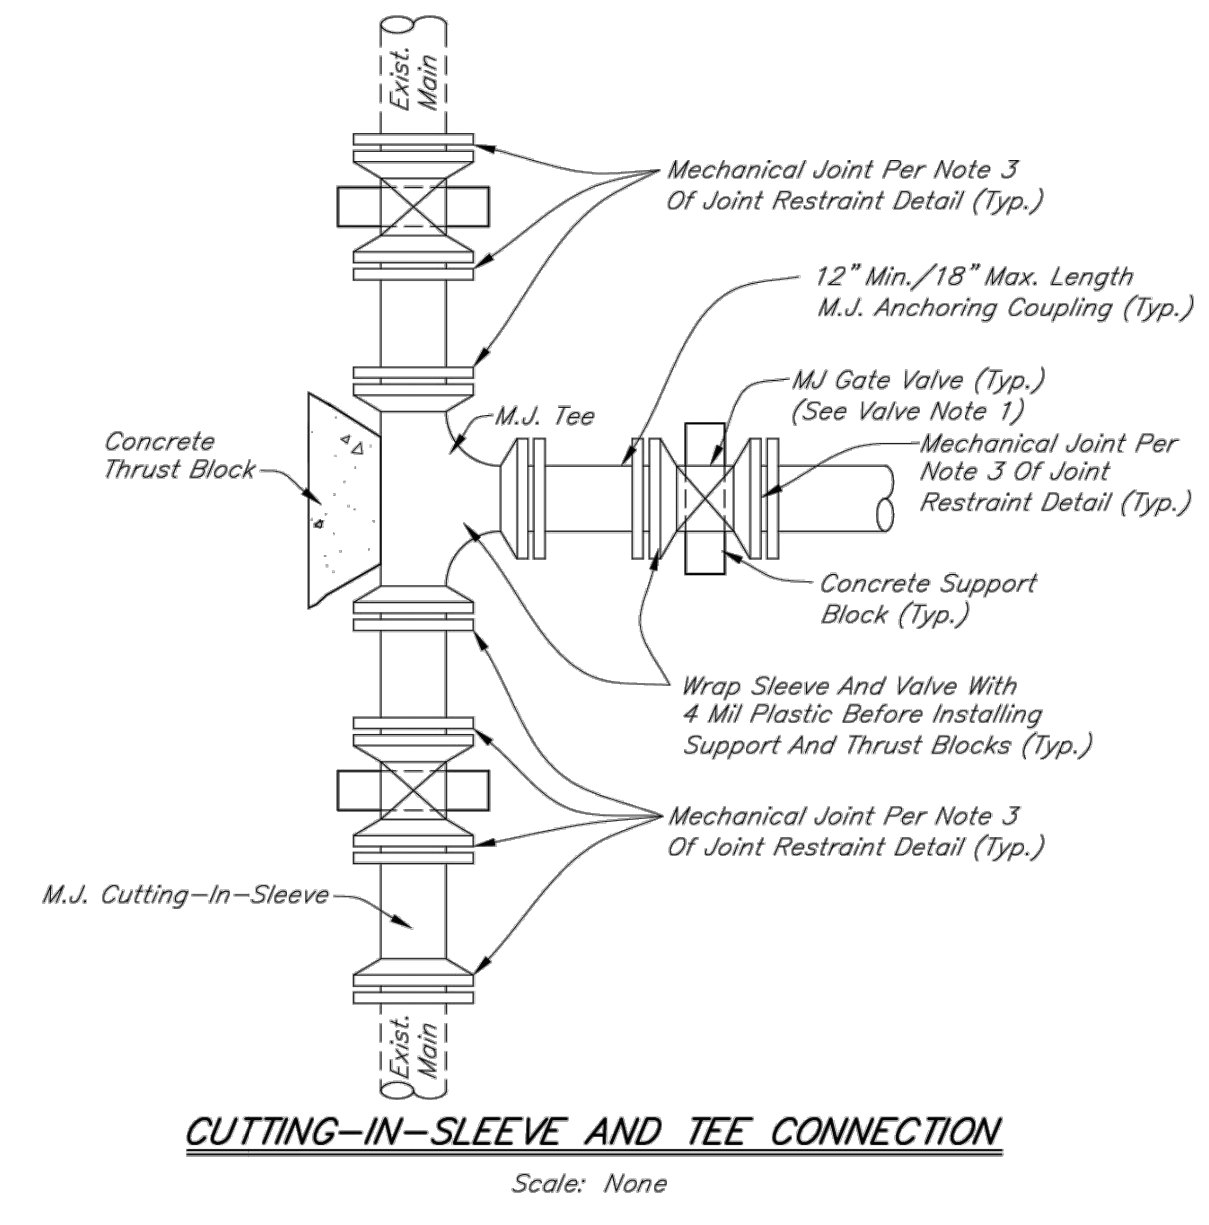 Exist.
Main
Mechanical Joint Per Note 3
Of Joint Restraint Detail (Typ.)
12" Min./18" Max. Length
M.J. Anchoring Coupling (Typ.)
MJ Gate Valve (Typ.)
(See Valve Note 1)
M.J. Tee
Concrete
Thrust Block
Mechanical Joint Per
Note 3 Of Joint
Restraint Detail (Typ.)
Concrete Support
Block (Typ.)
Wrap Sleeve And Valve With
4 Mil Plastic Before Installing
Support And Thrust Blocks (Typ.)
Mechanical Joint Per Note 3
Of Joint Restraint Detail (Typ.)
M.J. Cutting-In-Sleeve
Exist.
Main
CUTTING-IN-SLEEVE AND TEE CONNECTION
Scale: None